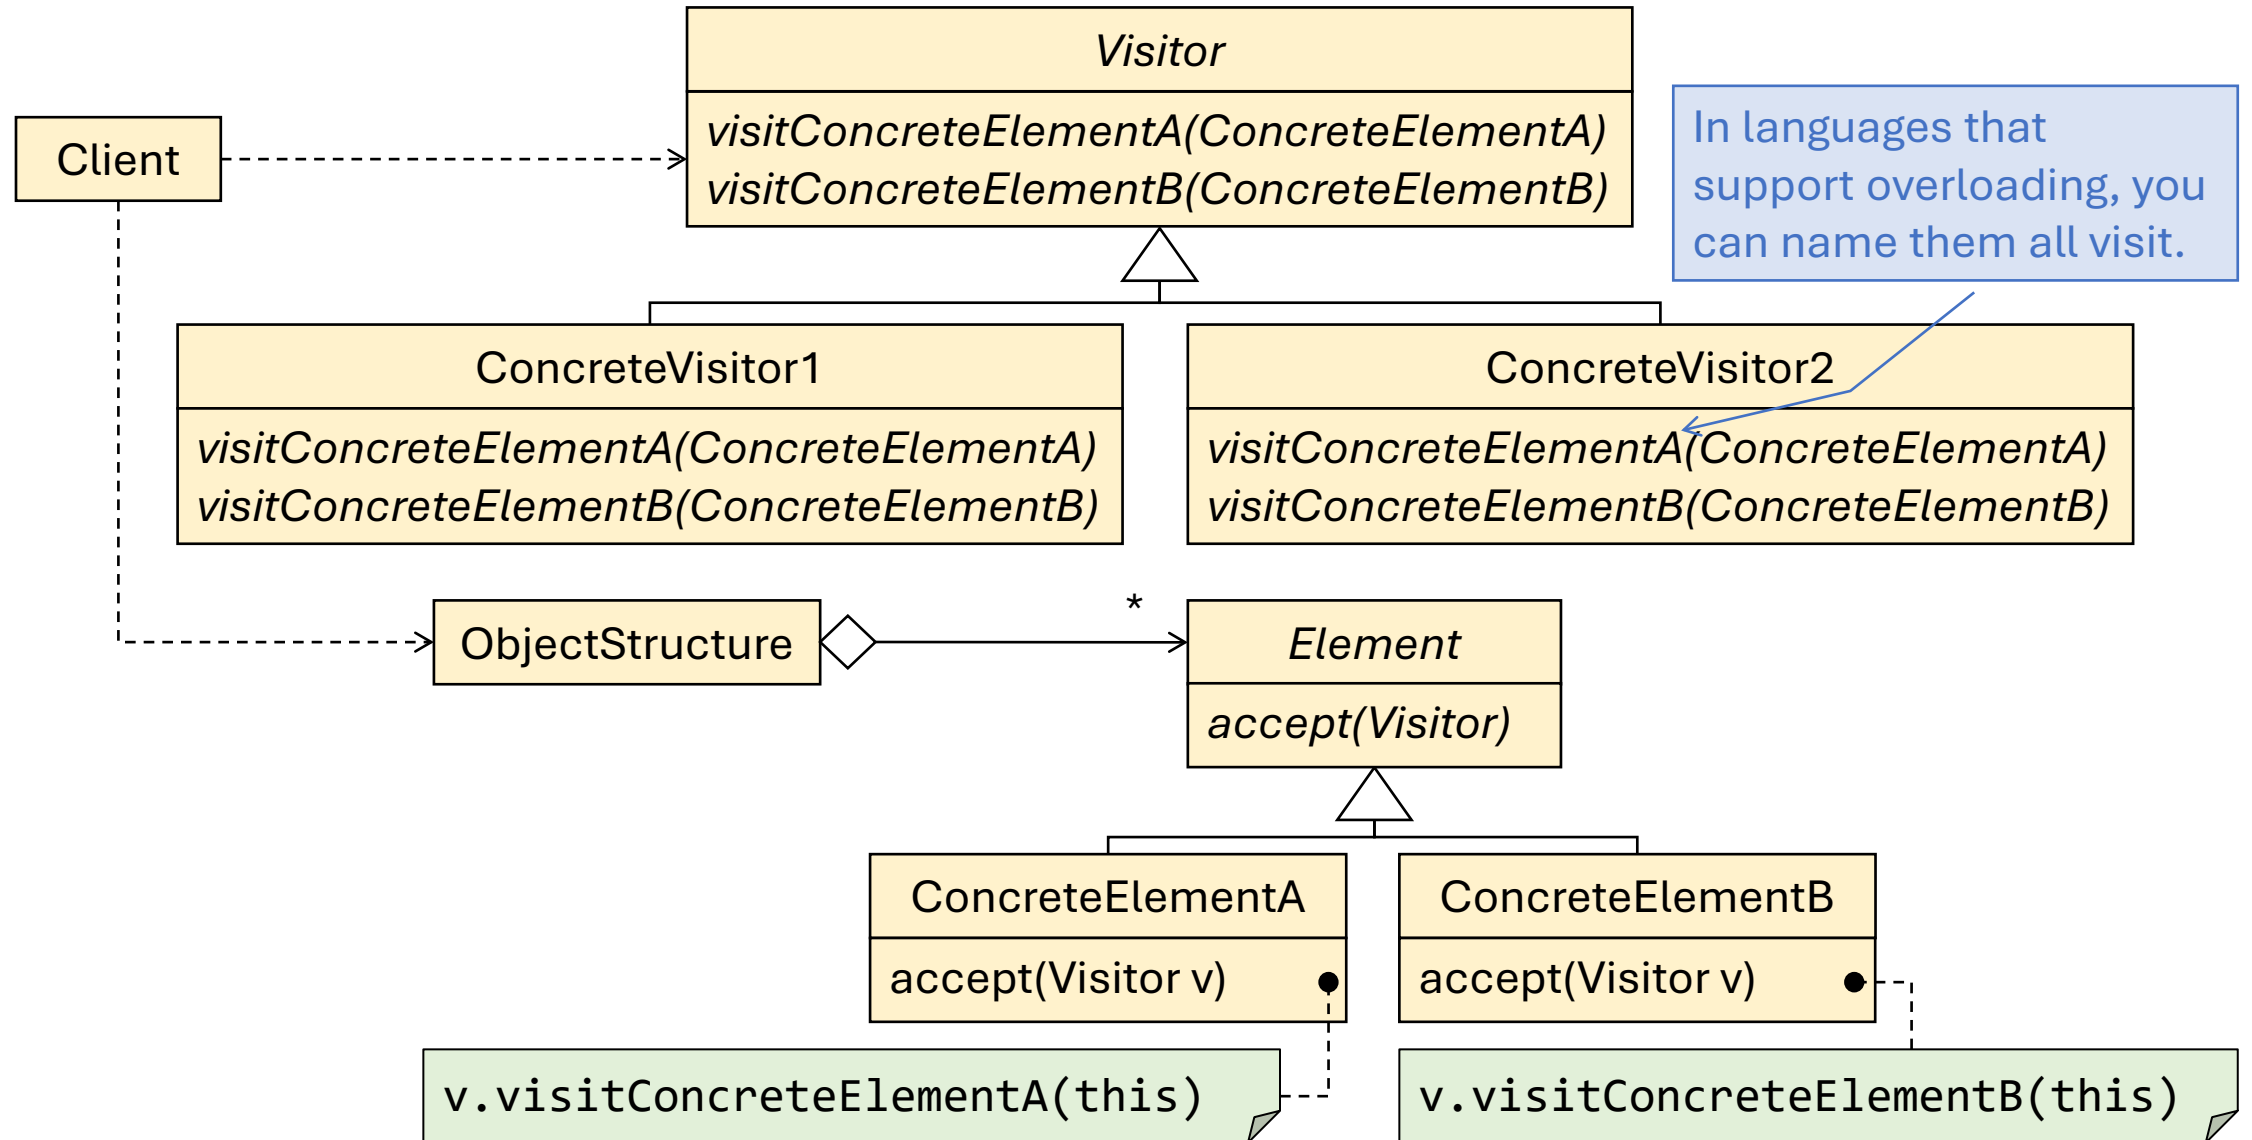 Visitor
visitConcreteElementA(ConcreteElementA)
visitConcreteElementB(ConcreteElementB)
Client
In languages that
support overloading, you
can name them all visit.
ConcreteVisitor1
visitConcreteElementA(ConcreteElementA)
visitConcreteElementB(ConcreteElementB)
ConcreteVisitor2
visitConcreteElementA(ConcreteElementA)
visitConcreteElementB(ConcreteElementB)
ObjectStructure
*
Element
accept(Visitor)
ConcreteElementA
accept(Visitor v)
ConcreteElementB
accept(Visitor v)
v.visitConcreteElementA(this)
v.visitConcreteElementB(this)